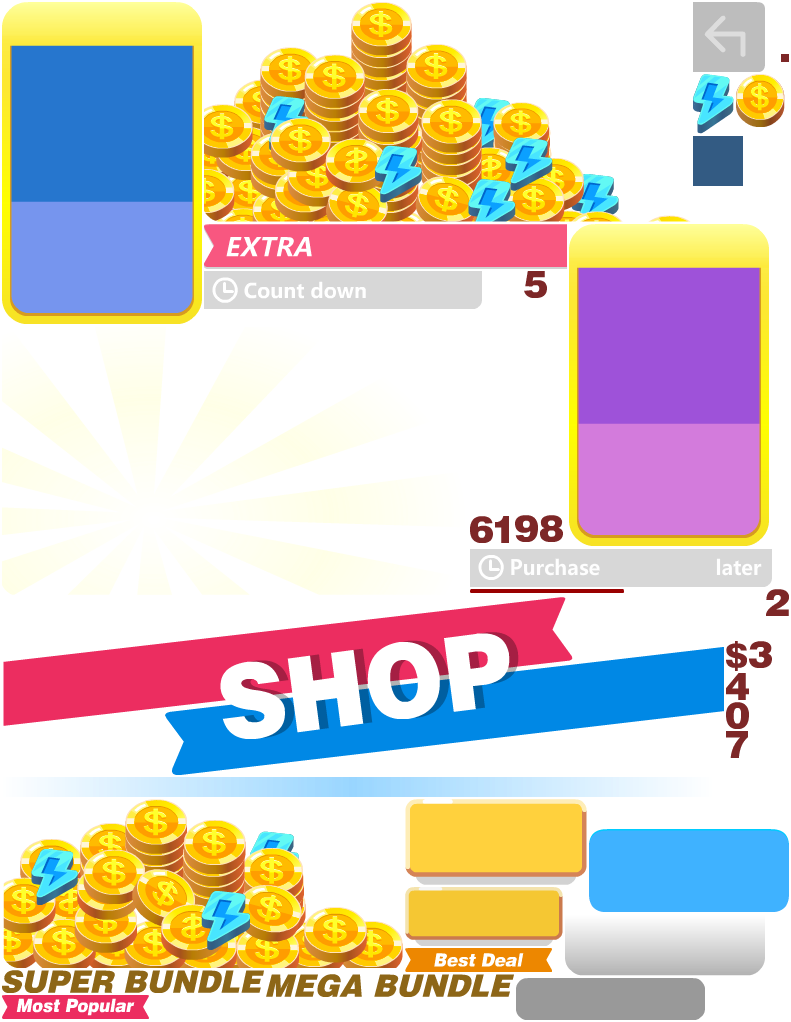 EXTRA
Count down
5
6198
Purchase later
2
SHOP
$3
4
0
7
Best Deal
SUPER BUNDLE
MEGA BUNDLE
Most Popular